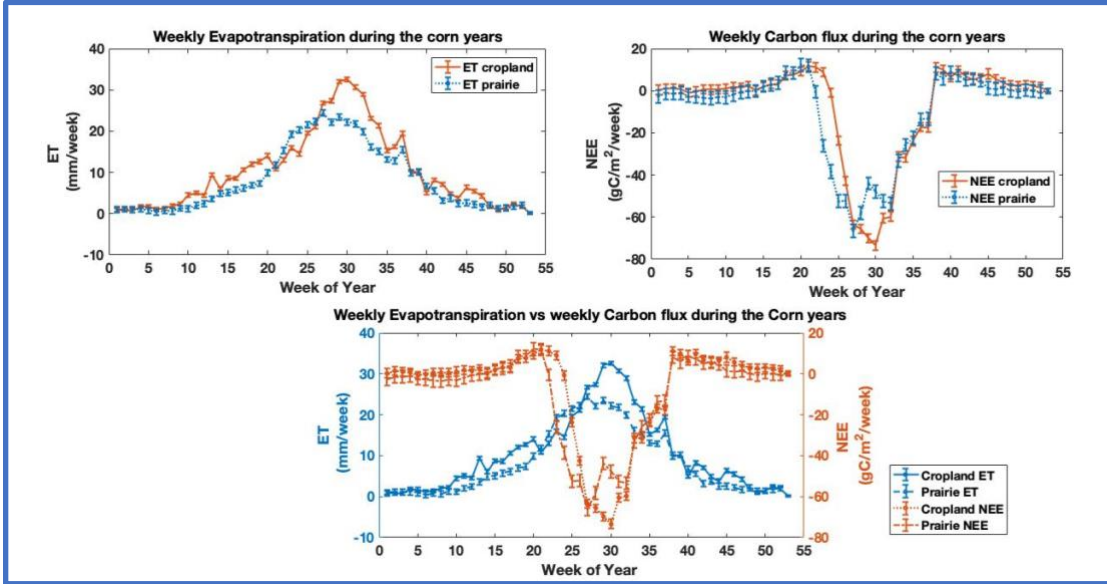 Weekly Evapotranspiration during the corn years
40
30
20
10
0
-10
ET
(mm/week)
ET cropland
ET prairie
0 5 10 15 20 25 30 35 40 45 50 55
Week of Year
Weekly Carbon flux during the corn years
20
0
-20
-40
-60
-80
NEE
(gC/m²/week)
NEE cropland
NEE prairie
0 5 10 15 20 25 30 35 40 45 50 55
Week of Year
Weekly Evapotranspiration vs weekly Carbon flux during the Corn years
40
30
20
10
0
-10
ET
(mm/week)
20
0
-20
-40
-60
-80
NEE
(gC/m²/week)
Cropland ET
Prairie ET
Cropland NEE
Prairie NEE
0 5 10 15 20 25 30 35 40 45 50 55
Week of Year